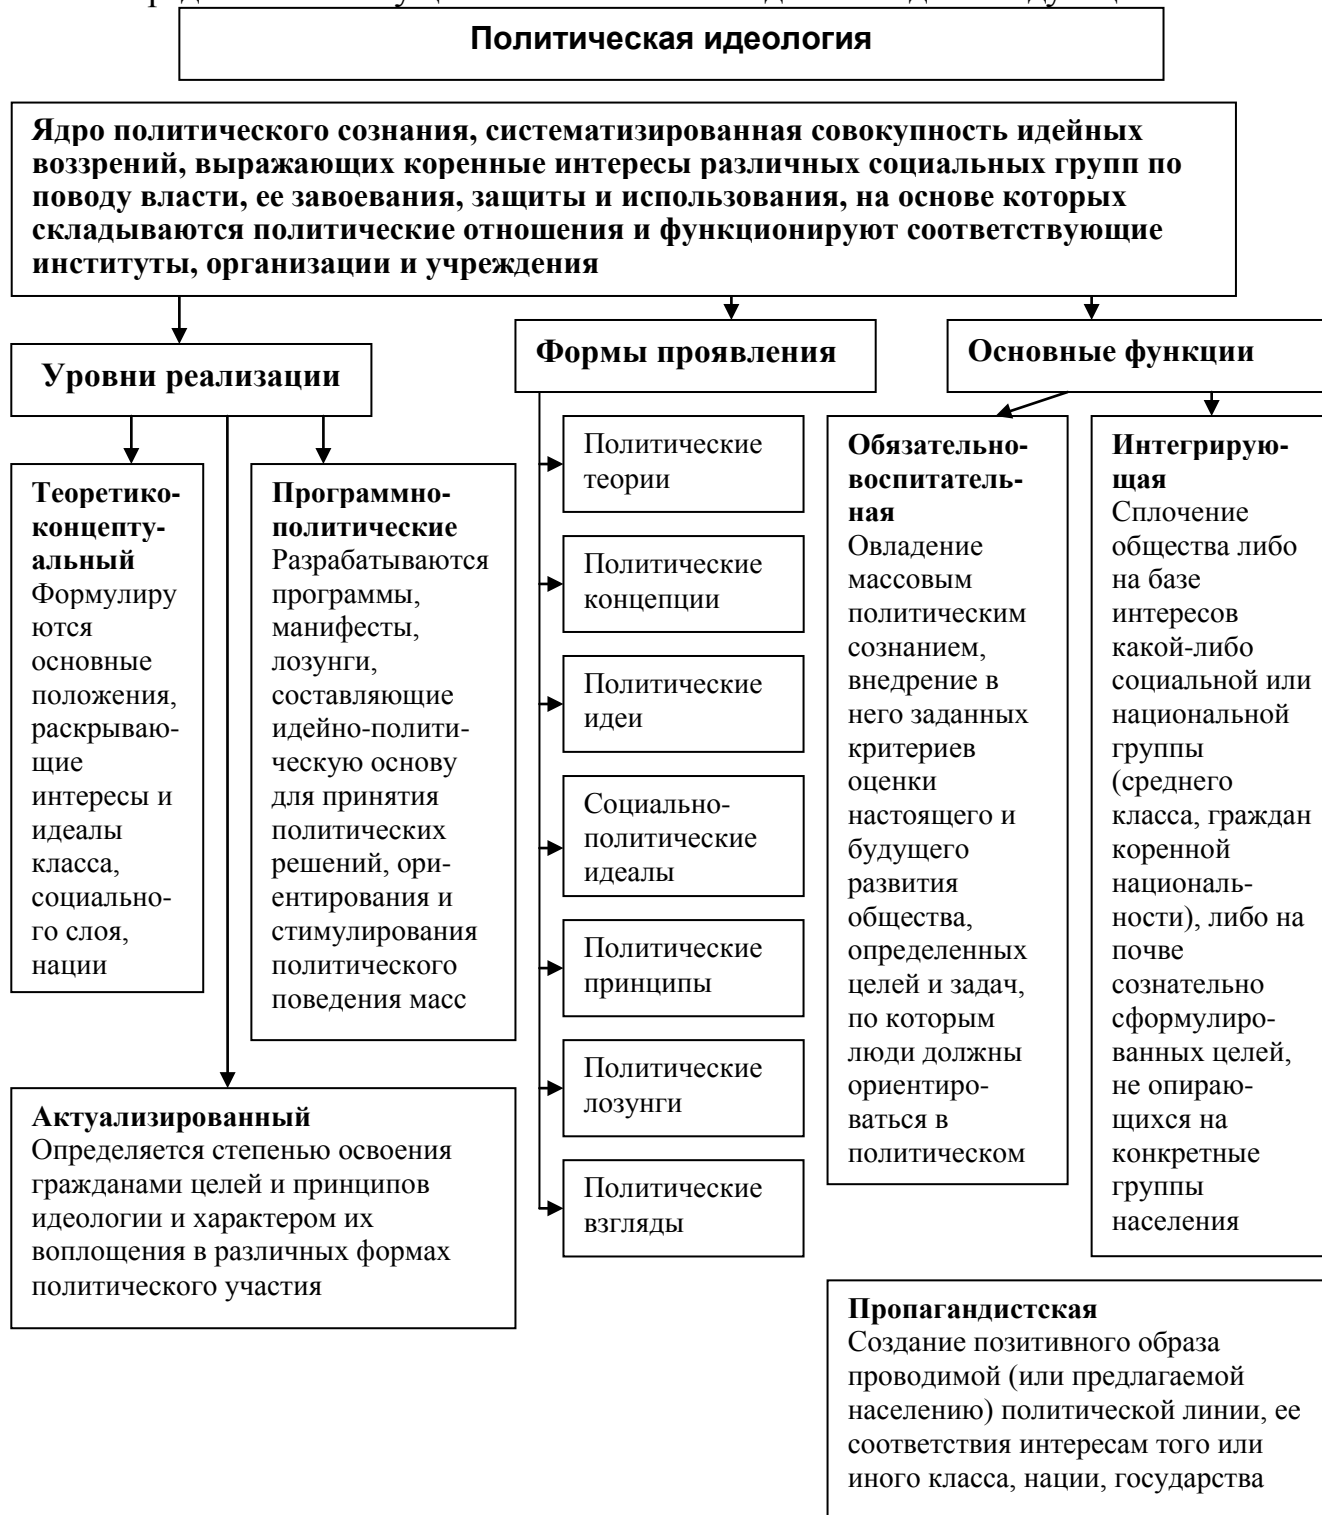 Политическая идеология
Ядро политического сознания, систематизированная совокупность идейных
воззрений, выражающих коренные интересы различных социальных групп по
поводу власти, ее завоевания, защиты и использования, на основе которых
складываются политические отношения и функционируют соответствующие
институты, организации и учреждения
Уровни реализации
Теоретико-
концепту-
альный
Формулиру
ются
основные
положения,
раскрываю-
щие
интересы и
идеалы
класса,
социально-
го слоя,
нации
Программно-
политические
Разрабатываются
программы,
манифесты,
лозунги,
составляющие
идейно-полити-
ческую основу
для принятия
политических
решений, ори-
ентирования и
стимулирования
политического
поведения масс
Актуализированный
Определяется степенью освоения
гражданами целей и принципов
идеологии и характером их
воплощения в различных формах
политического участия
Формы проявления
Политические
теории
Политические
концепции
Политические
идеи
Социально-
политические
идеалы
Политические
принципы
Политические
лозунги
Политические
взгляды
Основные функции
Обязательно-
воспитатель-
ная
Овладение
массовым
политическим
сознанием,
внедрение в
него заданных
критериев
оценки
настоящего и
будущего
развития
общества,
определенных
целей и задач,
по которым
люди должны
ориентиро-
ваться в
политическом
Интегрирую-
щая
Сплочение
общества либо
на базе
интересов
какой-либо
социальной или
национальной
группы
(среднего
класса, граждан
коренной
националь-
ности), либо на
почве
сознательно
сформулиро-
ванных целей,
не опираю-
щихся на
конкретные
группы
населения
Пропагандистская
Создание позитивного образа
проводимой (или предлагаемой
населению) политической линии, ее
соответствия интересам того или
иного класса, нации, государства